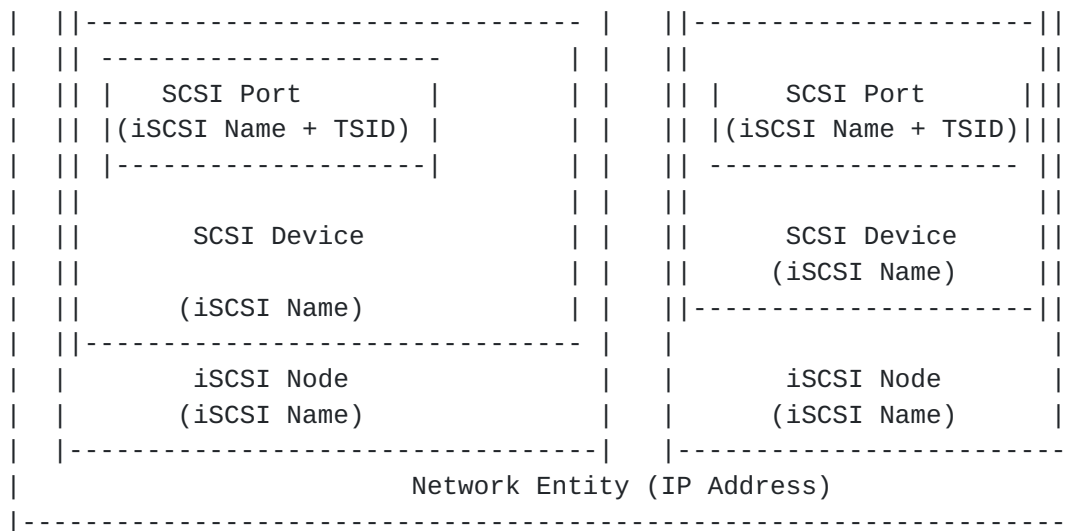 |  ||-------------------------------- |   ||----------------------||
|  || ----------------------        | |   ||                      ||
|  || |   SCSI Port        |        | |   || |    SCSI Port      |||
|  || |(iSCSI Name + TSID) |        | |   || |(iSCSI Name + TSID)|||
|  || |--------------------|        | |   || -------------------- ||
|  ||                               | |   ||                      ||
|  ||       SCSI Device             | |   ||      SCSI Device     ||
|  ||                               | |   ||     (iSCSI Name)     ||
|  ||      (iSCSI Name)             | |   ||----------------------||
|  ||-------------------------------- |   |                        |
|  |        iSCSI Node                |   |       iSCSI Node       |
|  |       (iSCSI Name)               |   |      (iSCSI Name)      |
|  |----------------------------------|   |-------------------------
|                         Network Entity (IP Address)
|-------------------------------------------------------------------